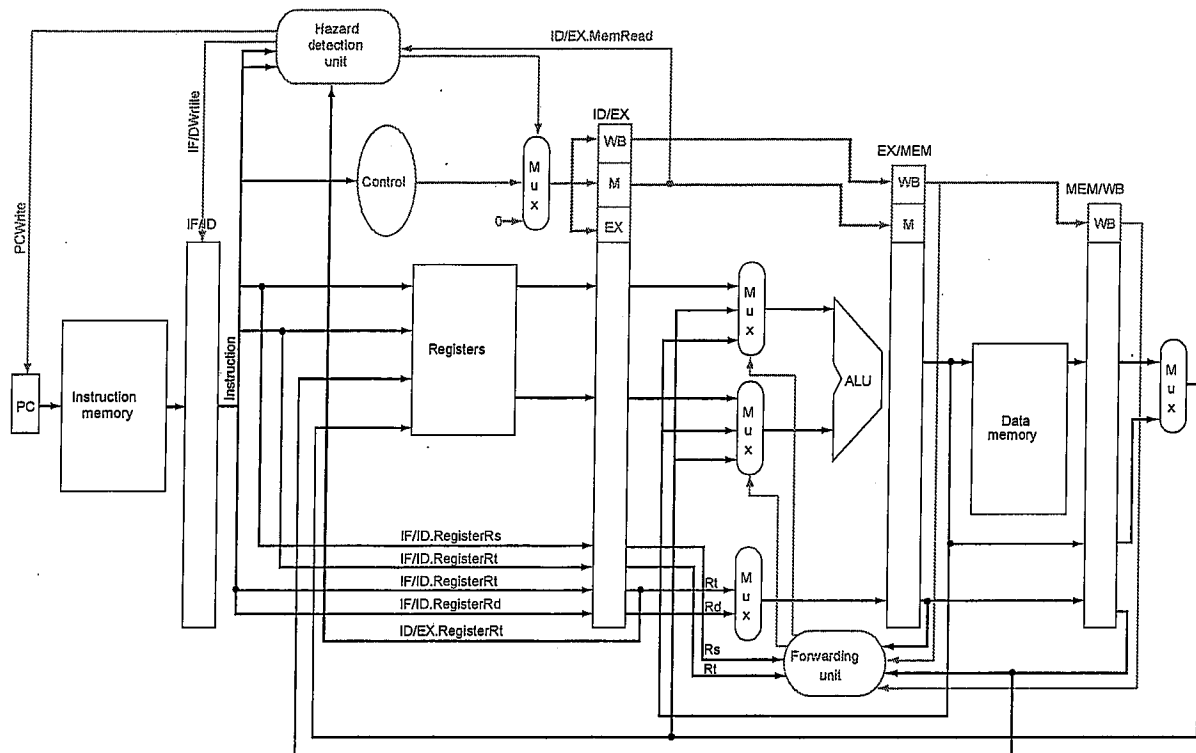 Hazard
detection
unit
ID/EX.MemRead
IF/DWrtite
PCWrite
ID/EX
WB
M
EX
Control
M
u
x
0
EX/MEM
WB
M
MEM/WB
WB
IF/ID
PC
Instruction
memory
Instruction
Registers
M
u
x
M
u
x
ALU
Data
memory
M
u
x
IF/ID.RegisterRs
IF/ID.RegisterRt
IF/ID.RegisterRt
IF/ID.RegisterRd
ID/EX.RegisterRt
Rt
Rd
M
u
x
Rs
Rt
Forwarding
unit